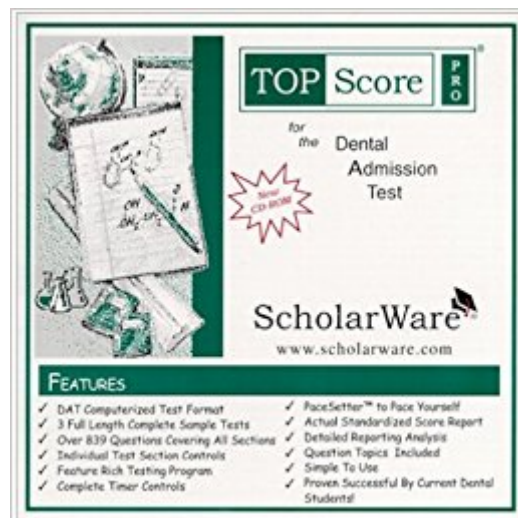 TOP Score PRO®
for
the Dental
Admission
Test
New!
CD-ROM
OH
ScholarWare
www.scholarware.com
FEATURES
✓ DAT Computerized Test Format
✓ 3 Full Length Complete Sample Tests
✓ Over 839 Questions Covering All Sections
✓ Individual Test Section Controls
✓ Feature Rich Testing Program
✓ Complete Timer Controls
✓ PaceSetter™ to Pace Yourself
✓ Actual Standardized Score Report
✓ Detailed Reporting Analysis
✓ Question Topics Included
✓ Simple To Use
✓ Proven Successful By Current Dental
Students!